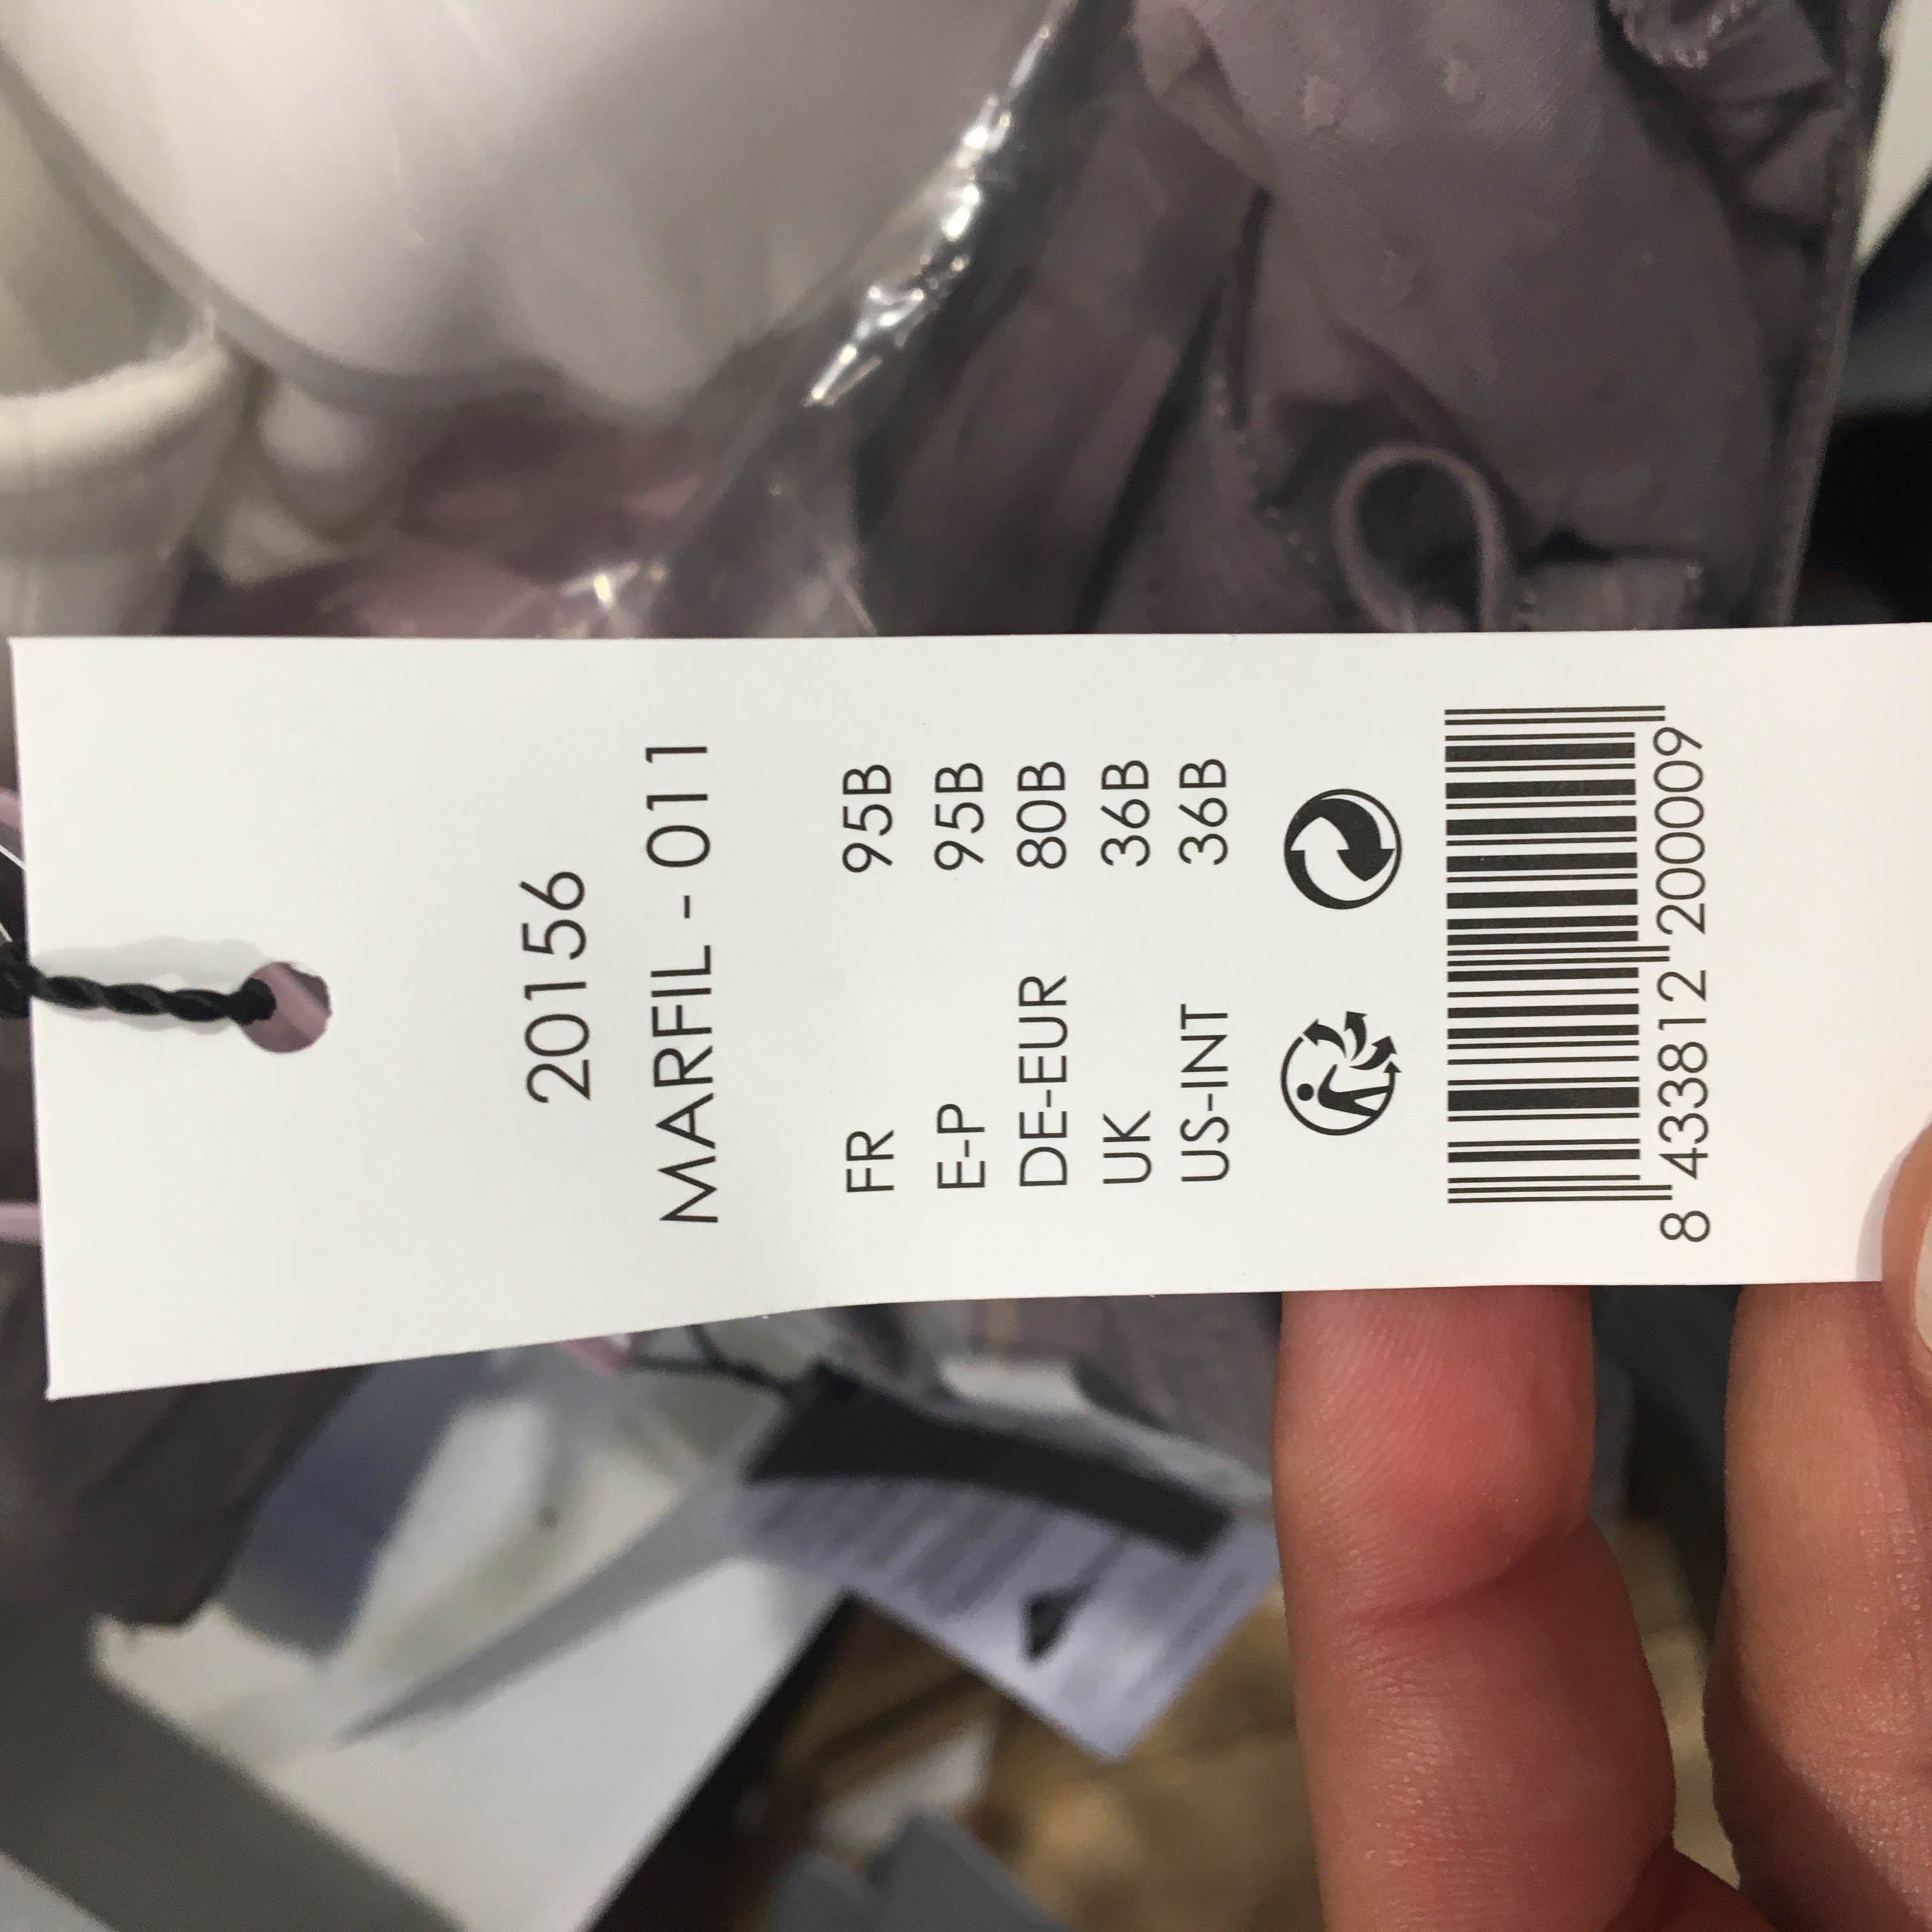 20156
MARFIL - 011
FR 95B
E-P 95B
DE-EUR 80B
UK 36B
US-INT 36B
8 433812 200009